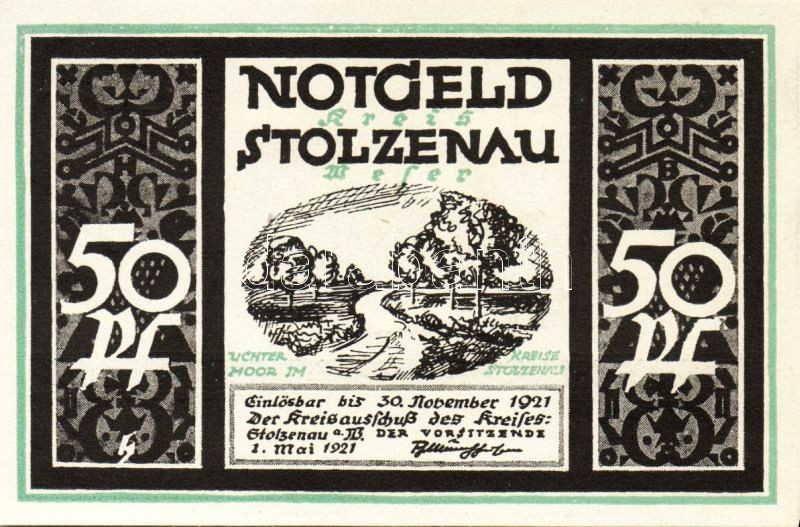 NOTGELD
Kreis
STOLZENAU
Weser
50
Pf
50
Pf
UCHTER
MOOR IM
KREISE
STOLZENAU
Einlösbar bis 30. November 1921
Der Kreisausschuß des Kreises:
Stolzenau a. W. DER VORSITZENDE
1. Mai 1921
darabanth